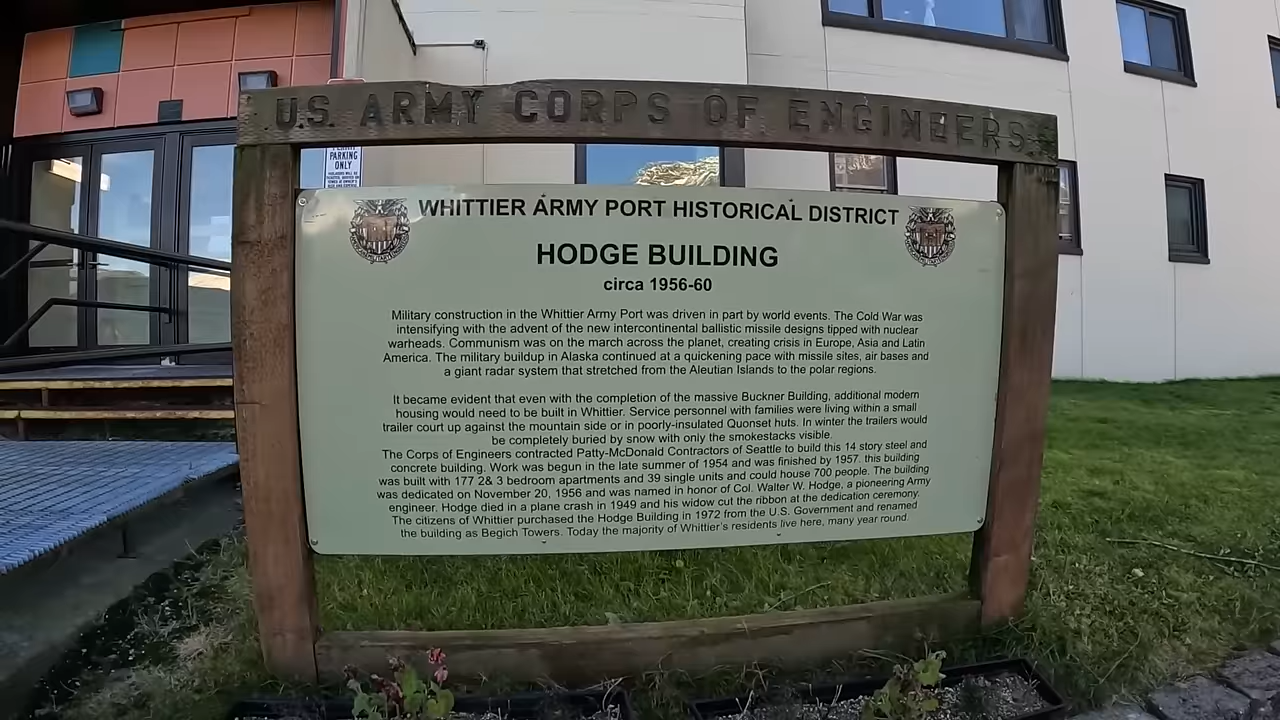 U.S. ARMY CORPS OF ENGINEERS
PARKING
ONLY
WHITTIER ARMY PORT HISTORICAL DISTRICT
HODGE BUILDING
circa 1956-60
Military construction in the Whittier Army Port was driven in part by world events. The Cold War was
intensifying with the advent of the new intercontinental ballistic missile designs tipped with nuclear
warheads. Communism was on the march across the planet, creating crisis in Europe, Asia and Latin
America. The military buildup in Alaska continued at a quickening pace with missile sites, air bases and
a giant radar system that stretched from the Aleutian Islands to the polar regions.
It became evident that even with the completion of the massive Buckner Building, additional modern
housing would need to be built in Whittier. Service personnel with families were living within a small
trailer court up against the mountain side or in poorly-insulated Quonset huts. In winter the trailers would
be completely buried by snow with only the smokestacks visible.
The Corps of Engineers contracted Patty-McDonald Contractors of Seattle to build this 14 story steel and
concrete building. Work was begun in the late summer of 1954 and was finished by 1957. this building
was built with 177 2& 3 bedroom apartments and 39 single units and could house 700 people. The building
was dedicated on November 20, 1956 and was named in honor of Col. Walter W. Hodge, a pioneering Army
engineer. Hodge died in a plane crash in 1949 and his widow cut the ribbon at the dedication ceremony.
The citizens of Whittier purchased the Hodge Building in 1972 from the U.S. Government and renamed
the building as Begich Towers. Today the majority of Whittier's residents live here, many year round.